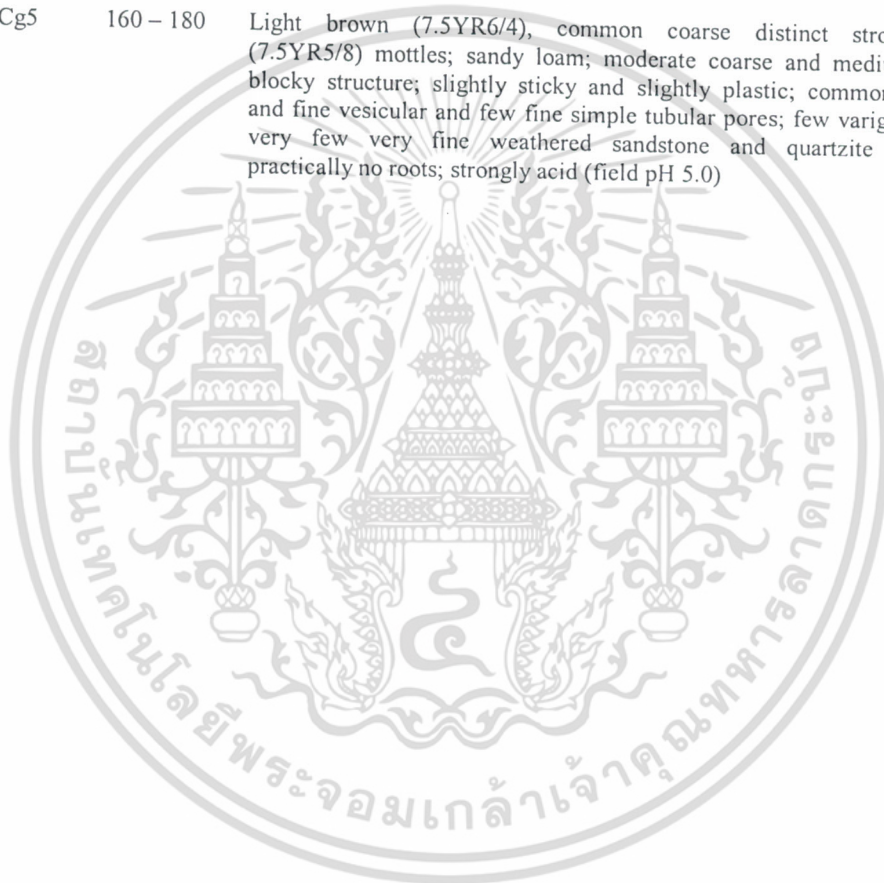 Cg5 160 – 180 Light brown (7.5YR6/4), common coarse distinct
(7.5YR5/8) mottles; sandy loam; moderate coarse and
blocky structure; slightly sticky and slightly plastic; common
and fine vesicular and few fine simple tubular pores; few
very few very fine weathered sandstone and quartzite
practically no roots; strongly acid (field pH 5.0)
สถาบันเทคโนโลยีพระจอมเกล้าเจ้าคุณทหารลาดกระบัง